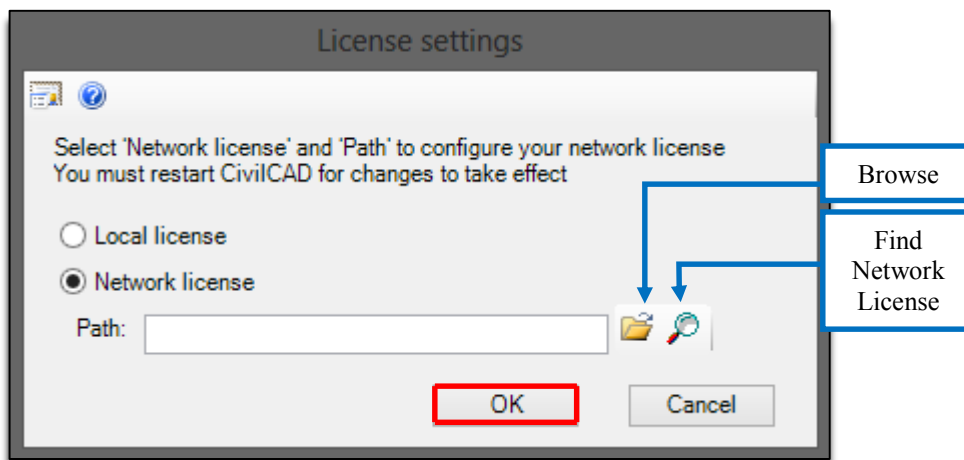 License settings
Select 'Network license' and 'Path' to configure your network license
You must restart CivilCAD for changes to take effect
Browse
Local license
Find
Network
License
Network license
Path:
OK
Cancel